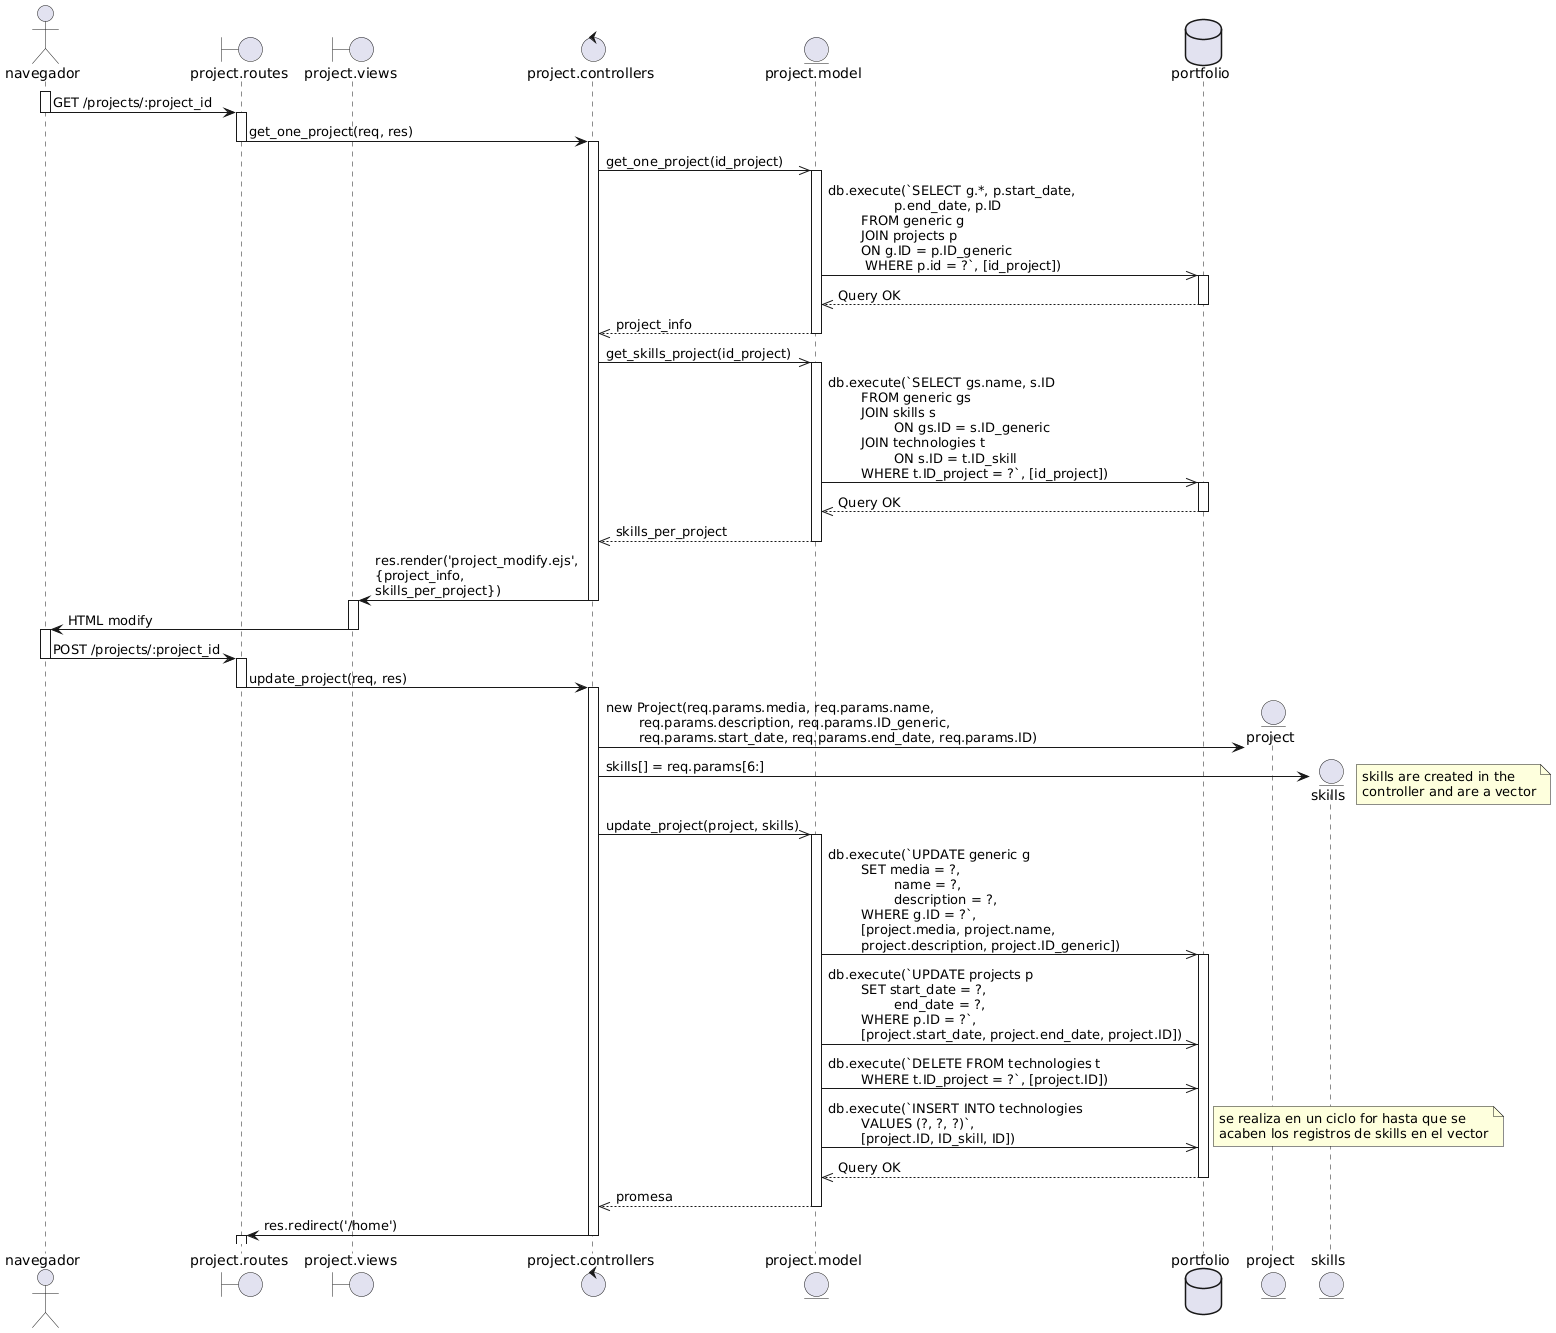 navegador
project.routes
project.views
project.controllers
project.model
portfolio
GET /projects/:project_id
get_one_project(req, res)
get_one_project(id_project)
db.execute(`SELECT g.*, p.start_date,
p.end_date, p.ID
FROM generic g
JOIN projects p
ON g.ID = p.ID_generic
WHERE p.id = ?`, [id_project])
Query OK
project_info
get_skills_project(id_project)
db.execute(`SELECT gs.name, s.ID
FROM generic gs
JOIN skills s
ON gs.ID = s.ID_generic
JOIN technologies t
ON s.ID = t.ID_skill
WHERE t.ID_project = ?`, [id_project])
Query OK
skills_per_project
res.render('project_modify.ejs',
{project_info,
skills_per_project})
HTML modify
POST /projects/:project_id
update_project(req, res)
new Project(req.params.media, req.params.name,
req.params.description, req.params.ID_generic,
req.params.start_date, req.params.end_date, req.params.ID)
project
skills[] = req.params[6:]
skills
skills are created in the
controller and are a vector
update_project(project, skills)
db.execute(`UPDATE generic g
SET media = ?,
name = ?,
description = ?,
WHERE g.ID = ?`,
[project.media, project.name,
project.description, project.ID_generic])
db.execute(`UPDATE projects p
SET start_date = ?,
end_date = ?,
WHERE p.ID = ?`,
[project.start_date, project.end_date, project.ID])
db.execute(`DELETE FROM technologies t
WHERE t.ID_project = ?`, [project.ID])
db.execute(`INSERT INTO technologies
VALUES (?, ?, ?)`,
[project.ID, ID_skill, ID])
se realiza en un ciclo for hasta que se
acaben los registros de skills en el vector
Query OK
promesa
res.redirect('/home')
navegador
project.routes
project.views
project.controllers
project.model
portfolio
project
skills